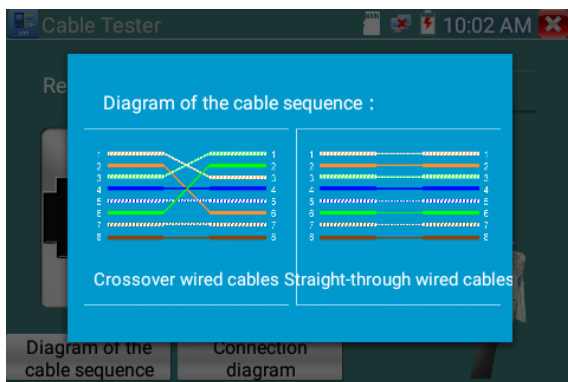 Cable Tester
10:02 AM
Re
Diagram of the cable sequence :
1 1
2 2
3 3
4 4
5 5
6 6
7 7
8 8
1 1
2 2
3 3
4 4
5 5
6 6
7 7
8 8
Crossover wired cables
Straight-through wired cables
Diagram of the
cable sequence
Connection
diagram